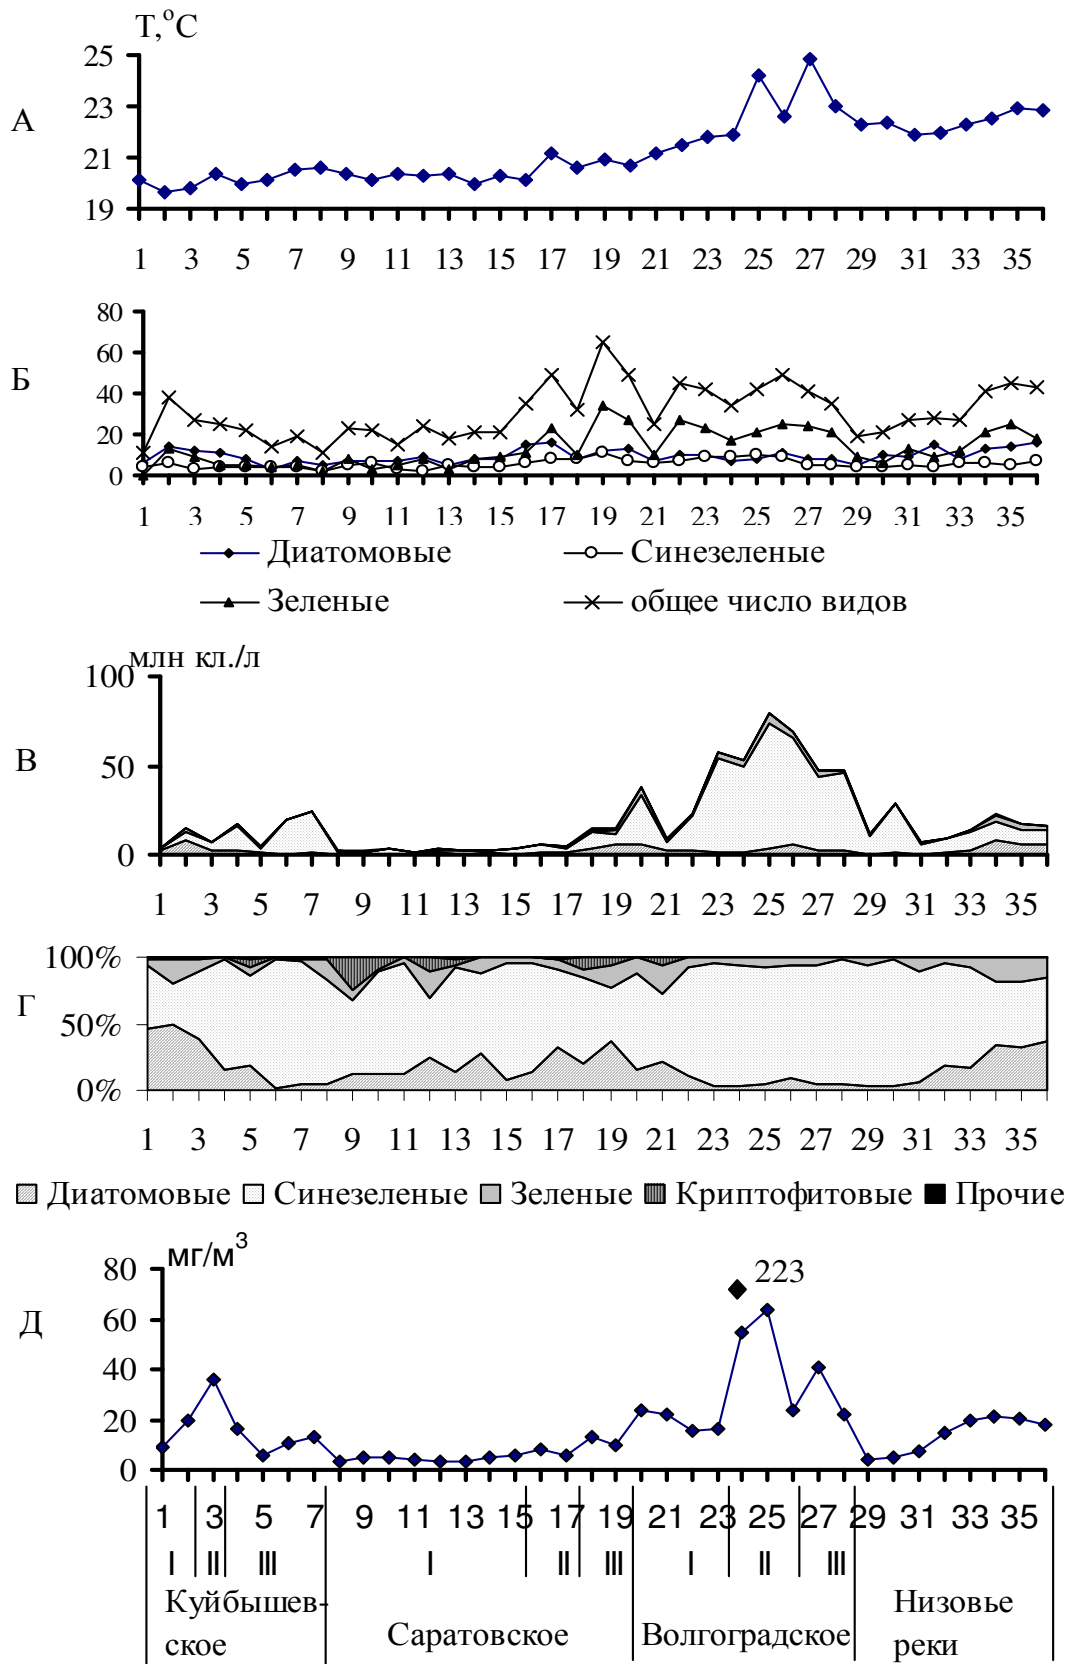 T,°C
25
23
А
21
19
1 3 5 7 9 11 13 15 17 19 21 23 25 27 29 31 33 35
80
60
Б
40
20
0
1 3 5 7 9 11 13 15 17 19 21 23 25 27 29 31 33 35
Диатомовые Синезеленые
Зеленые общее число видов
млн кл./л
100
В
50
0
1 3 5 7 9 11 13 15 17 19 21 23 25 27 29 31 33 35
100%
Г
50%
0%
1 3 5 7 9 11 13 15 17 19 21 23 25 27 29 31 33 35
Диатомовые Синезеленые Зеленые Криптофитовые Прочие
мг/м³
80
223
Д
60
40
20
0
1 3 5 7 9 11 13 15 17 19 21 23 25 27 29 31 33 35
I II III I II III I II III
Куйбышев-
ское
Саратовское
Волгоградское
Низовье
реки